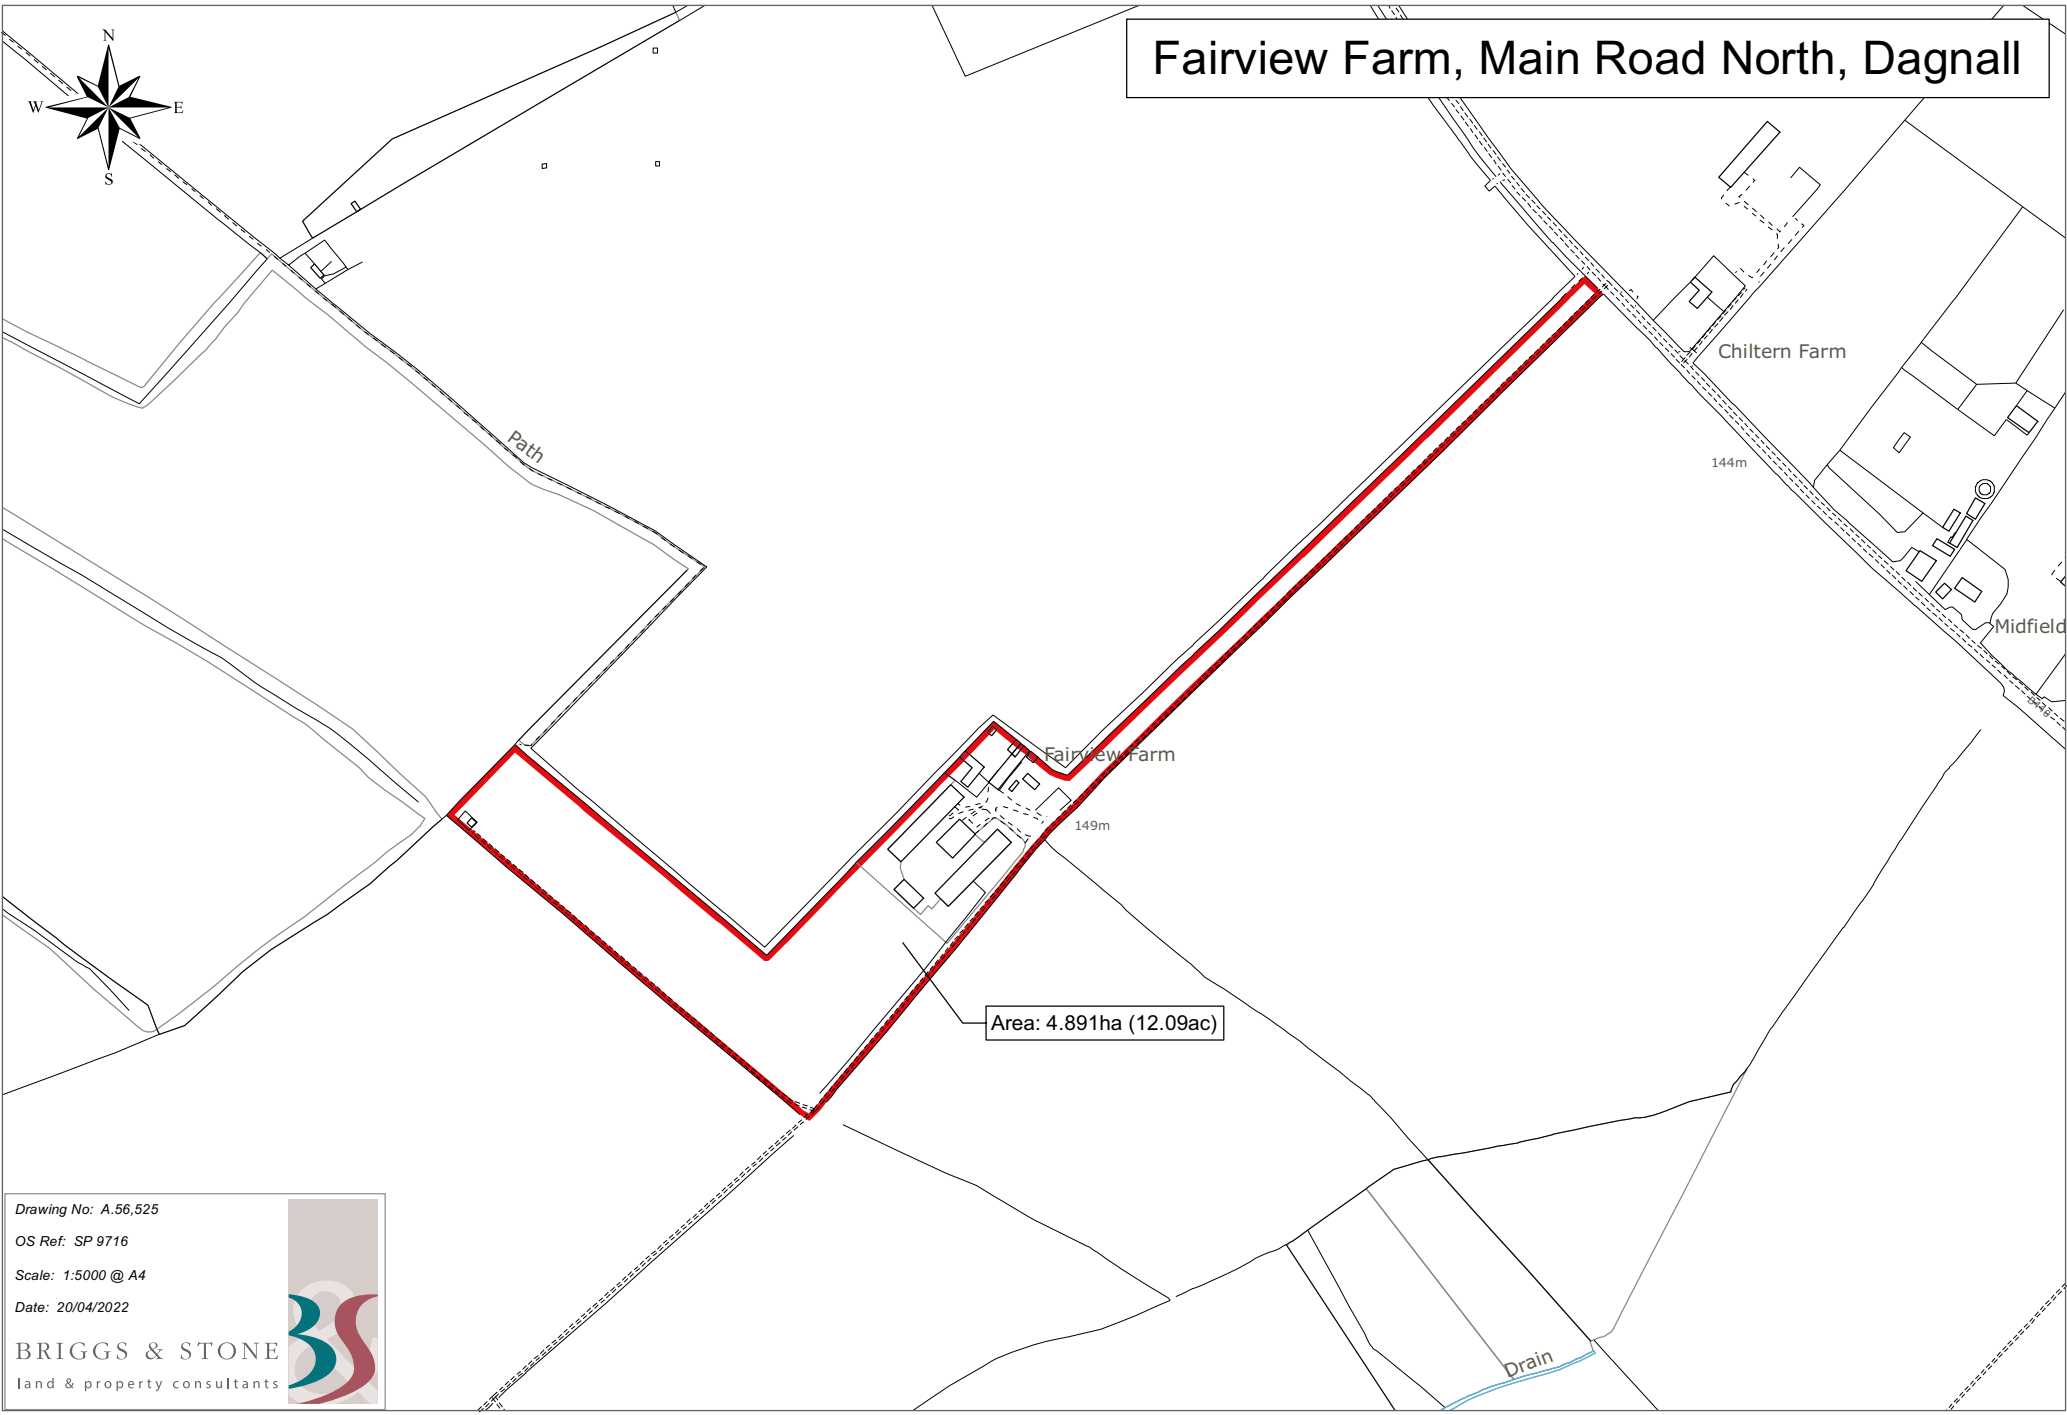 Fairview Farm, Main Road North, Dagnall
N
W
E
S
Chiltern Farm
Path
144m
Midfield
Fairview Farm
149m
Area: 4.891ha (12.09ac)
Drawing No: A.56,525
OS Ref: SP 9716
Scale: 1:5000 @ A4
Date: 20/04/2022
BRIGGS & STONE
land & property consultants
BS
Drain